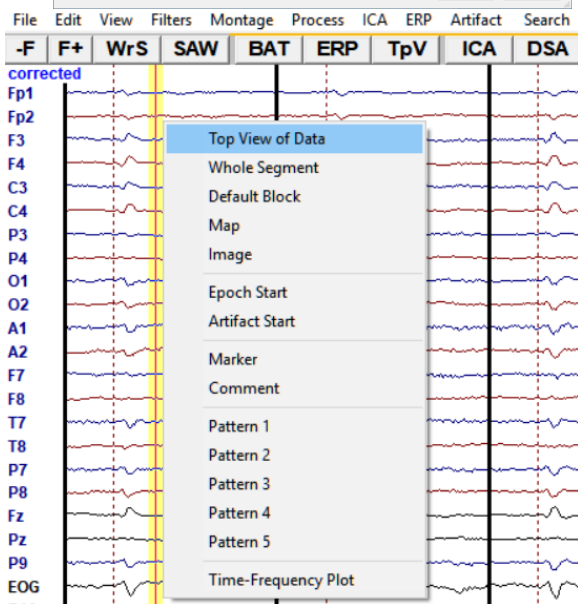 File Edit View Filters Montage Process ICA ERP Artifact Search
-F F+ WrS SAW BAT ERP TpV ICA DSA
corrected
Fp1
Fp2
F3
F4
C3
C4
P3
P4
O1
O2
A1
A2
F7
F8
T7
T8
P7
P8
Fz
Pz
P9
EOG
Top View of Data
Whole Segment
Default Block
Map
Image
Epoch Start
Artifact Start
Marker
Comment
Pattern 1
Pattern 2
Pattern 3
Pattern 4
Pattern 5
Time-Frequency Plot